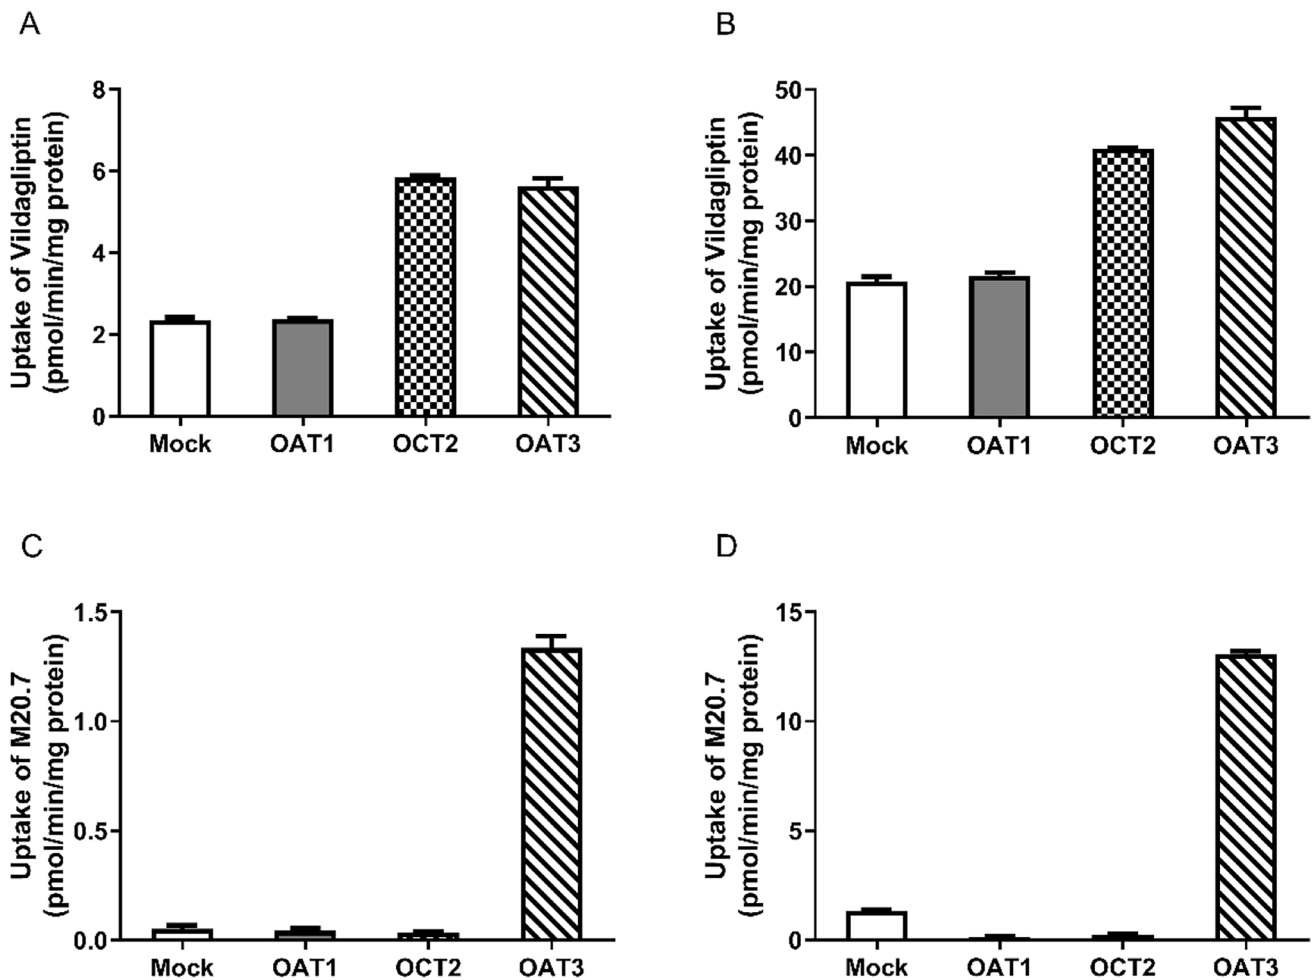 A
Uptake of Vildagliptin
(pmol/min/mg protein)
8
6
4
2
0
Mock OAT1 OCT2 OAT3
B
Uptake of Vildagliptin
(pmol/min/mg protein)
50
40
30
20
10
0
Mock OAT1 OCT2 OAT3
C
Uptake of M20.7
(pmol/min/mg protein)
1.5
1.0
0.5
0.0
Mock OAT1 OCT2 OAT3
D
Uptake of M20.7
(pmol/min/mg protein)
15
10
5
0
Mock OAT1 OCT2 OAT3